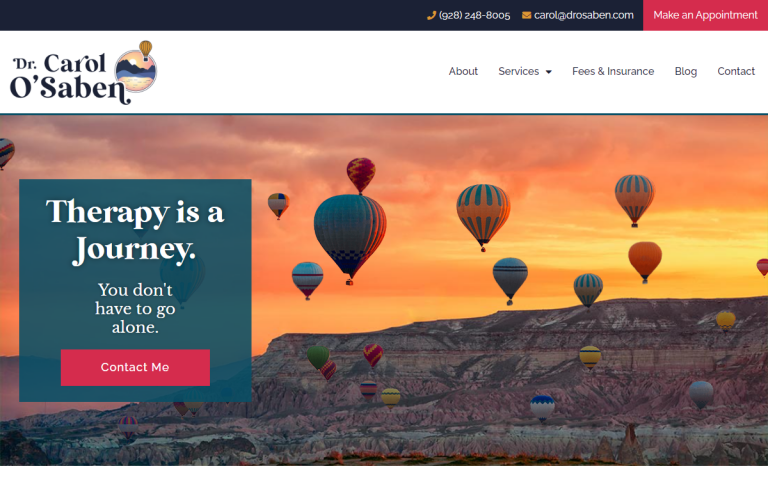 (928) 248-8005 carol@drosaben.com Make an Appointment
Dr. Carol
O'Saben
About Services Fees & Insurance Blog Contact
Therapy is a
Journey.
You don't
have to go
alone.
Contact Me